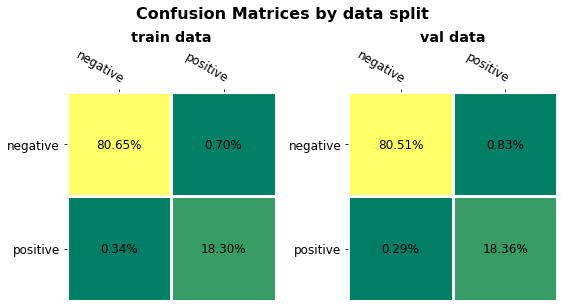 Confusion Matrices by data split
train data
val data
negative
positive
negative
positive
negative
80.65%
0.70%
negative
80.51%
0.83%
positive
0.34%
18.30%
positive
0.29%
18.36%